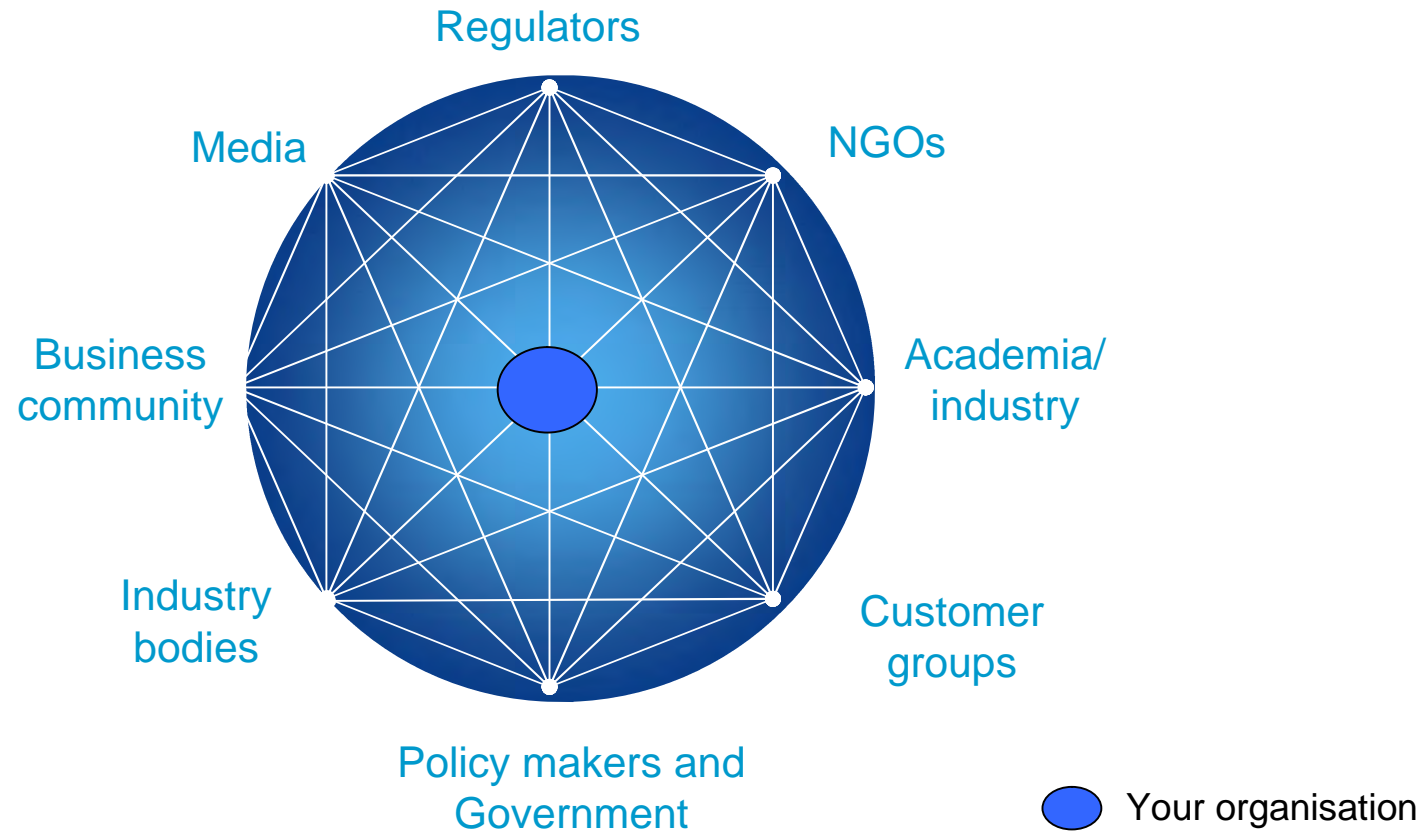 Regulators
Media
NGOs
Business
community
Academia/
industry
Industry
bodies
Customer
groups
Policy makers and
Government
Your organisation